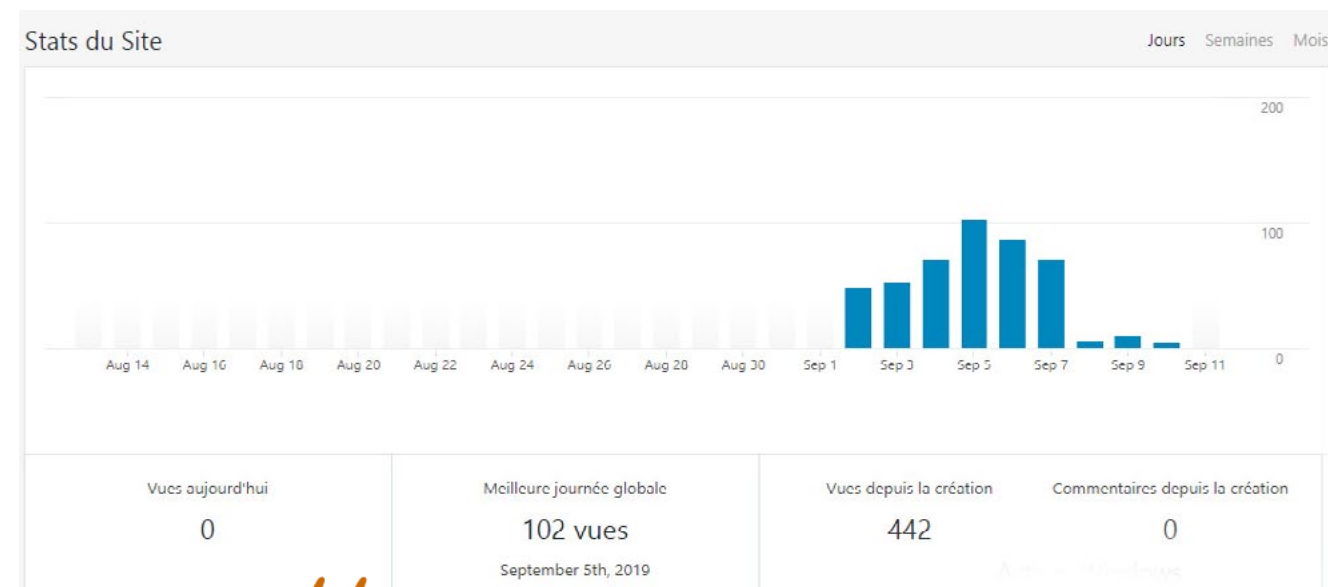 Stats du Site
Jours Semaines Mois
200
100
0
Aug 14 Aug 16 Aug 18 Aug 20 Aug 22 Aug 24 Aug 26 Aug 28 Aug 30 Sep 1 Sep 3 Sep 5 Sep 7 Sep 9 Sep 11
Vues aujourd'hui
0
Meilleure journée globale
102 vues
September 5th, 2019
Vues depuis la création
442
Commentaires depuis la création
0